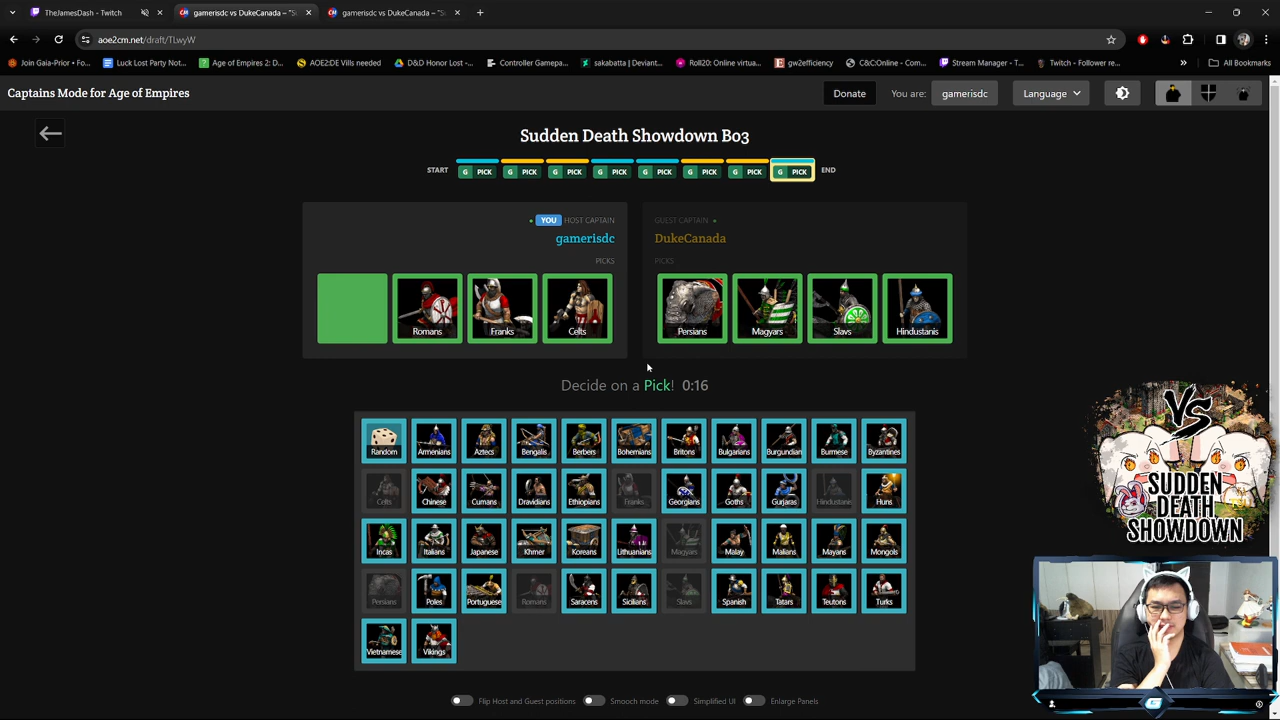 TheJamesDash - Twitch
gamerisdc vs DukeCanada – "S
gamerisdc vs DukeCanada – "S
aoe2cm.net/draft/TLwyW
Join Gaia-Prior • Fo...
Luck Lost Party Not...
Age of Empires 2: D...
AOE2:DE Vills needed
D&D Honor Lost -...
Controller Gamepa...
sakabatta | Deviant...
Roll20: Online virtua...
gw2efficiency
C&C:Online - Com...
Stream Manager - T...
Twitch - Follower re...
All Bookmarks
Captains Mode for Age of Empires
Donate
You are:
gamerisdc
Language
Sudden Death Showdown Bo3
START
G PICK
G PICK
G PICK
G PICK
G PICK
G PICK
G PICK
G PICK
END
YOU HOST CAPTAIN
gamerisdc
PICKS
Romans
Franks
Celts
GUEST CAPTAIN
DukeCanada
PICKS
Persians
Magyars
Slavs
Hindustanis
Decide on a Pick! 0:16
Random Armenians Aztecs Bengalis Berbers Bohemians Britons Bulgarians Burgundian Burmese Byzantines
Celts Chinese Cumans Dravidians Ethiopians Franks Georgians Goths Gurjaras Hindustanis Huns
Incas Italians Japanese Khmer Koreans Lithuanians Magyars Malay Malians Mayans Mongols
Persians Poles Portuguese Romans Saracens Sicilians Slavs Spanish Tatars Teutons Turks
Vietnamese Vikings
VS
SUDDEN
DEATH
SHOWDOWN
Flip Host and Guest positions
Smooch mode
Simplified UI
Enlarge Panels